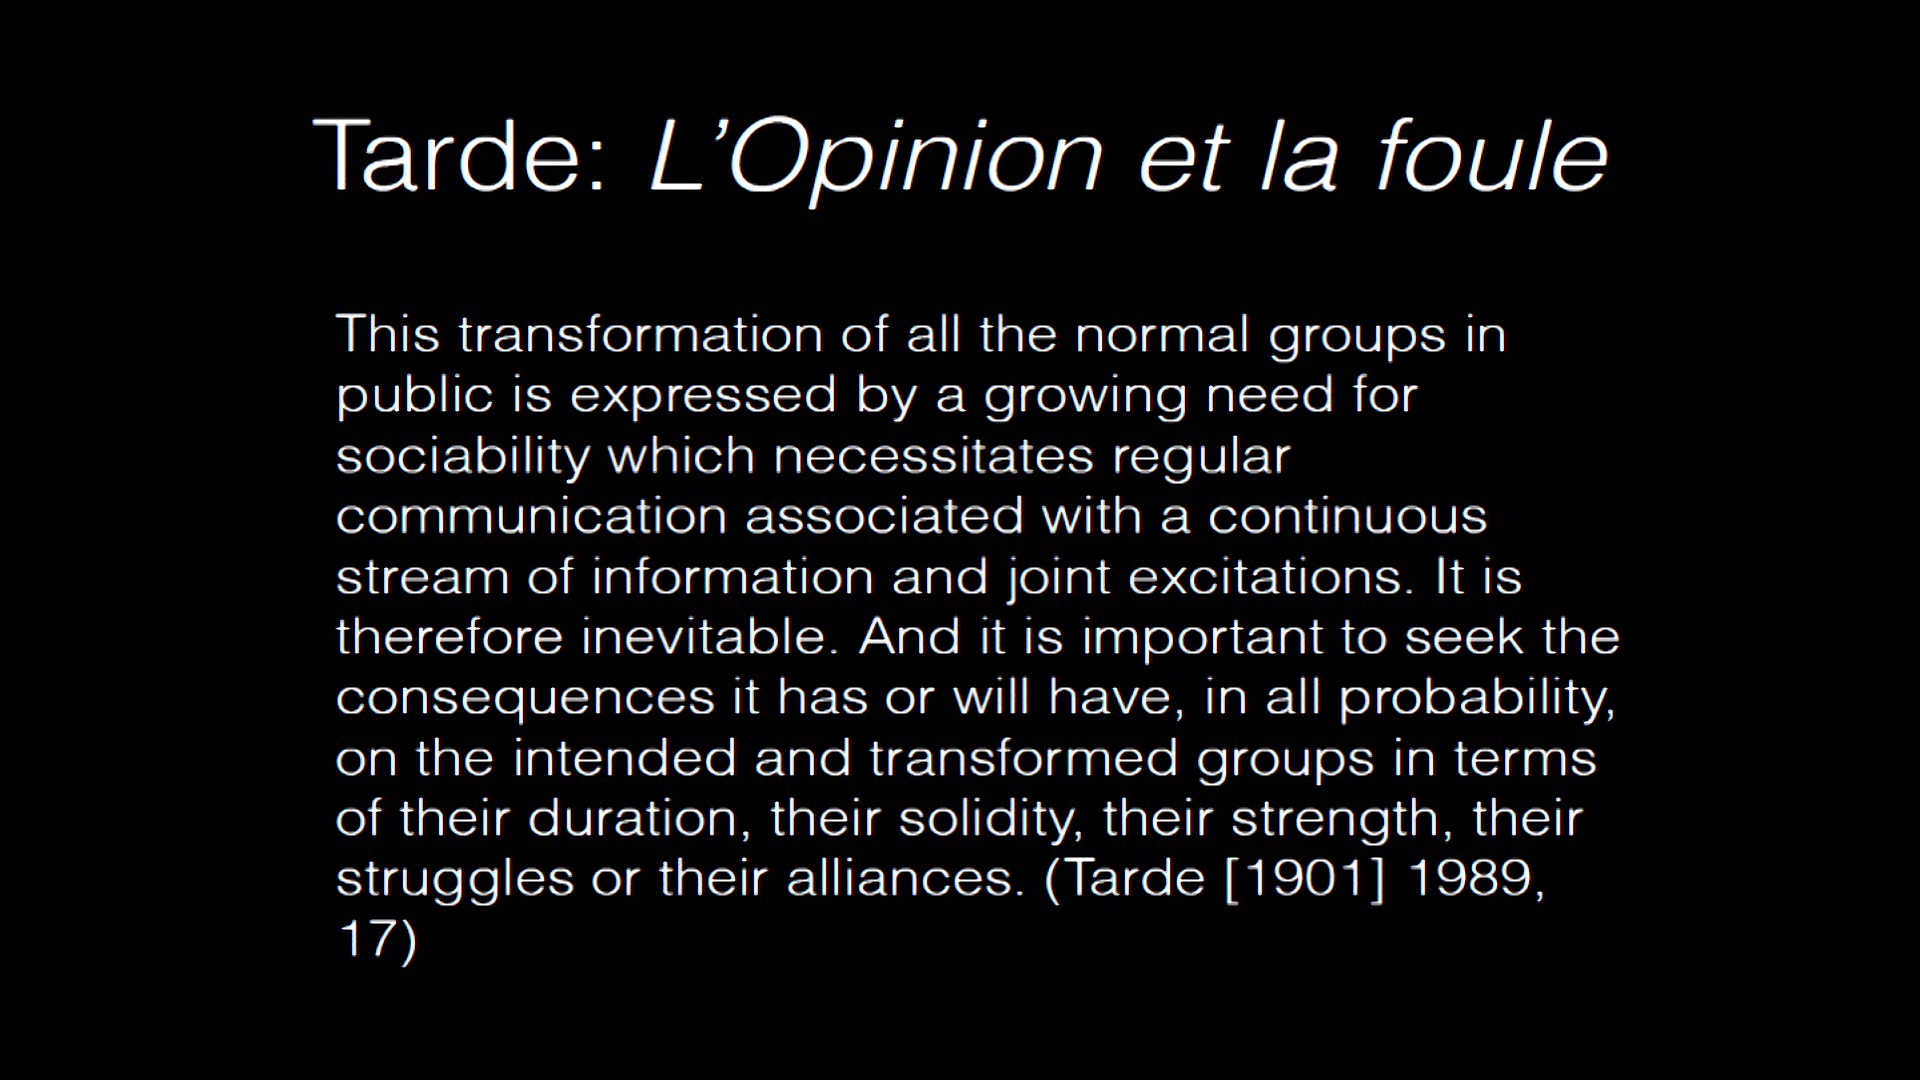 Tarde: L’Opinion et la foule
This transformation of all the normal groups in
public is expressed by a growing need for
sociability which necessitates regular
communication associated with a continuous
stream of information and joint excitations. It is
therefore inevitable. And it is important to seek the
consequences it has or will have, in all probability,
on the intended and transformed groups in terms
of their duration, their solidity, their strength, their
struggles or their alliances. (Tarde [1901] 1989,
17)